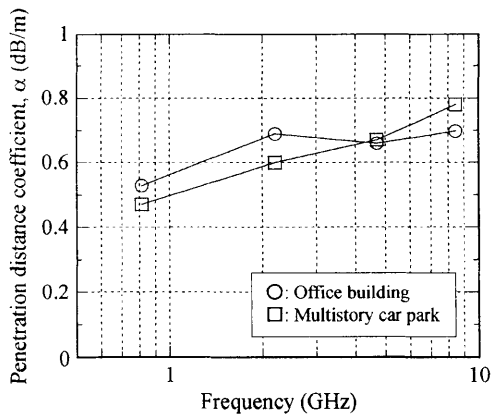 Penetration distance coefficient, α (dB/m)
1
0.8
0.6
0.4
0.2
0
○: Office building
□: Multistory car park
1
10
Frequency (GHz)